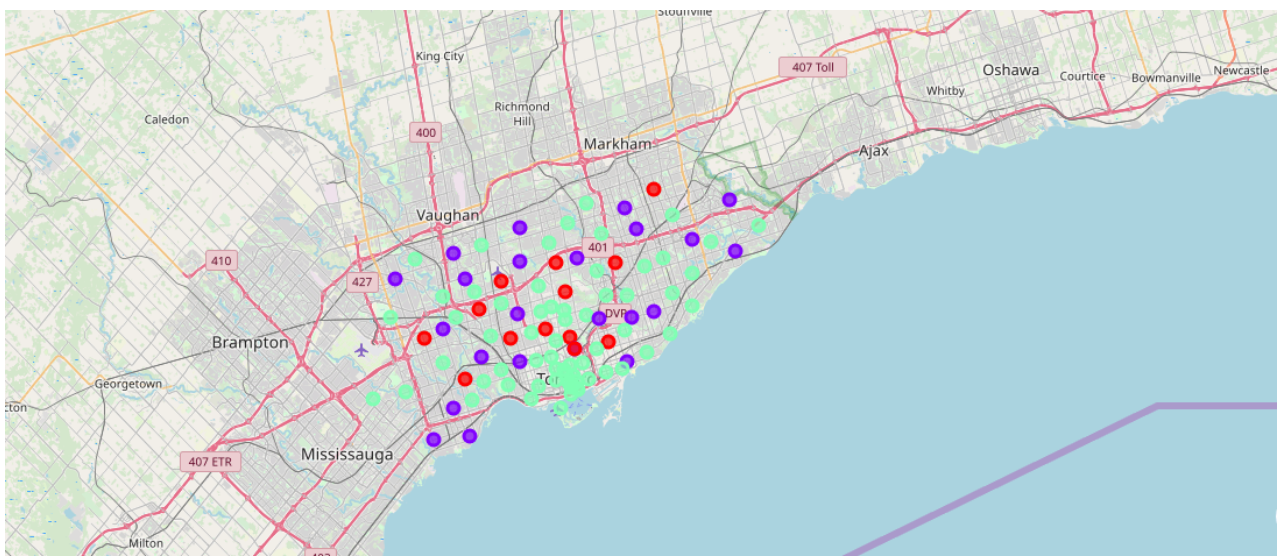 Stouffville
King City
407 Toll
Oshawa
Courtice
Newcastle
Bowmanville
Whitby
Richmond
Hill
Caledon
400
Markham
Ajax
Vaughan
401
410
427
DVP
Brampton
Georgetown
Mississauga
407 ETR
Milton